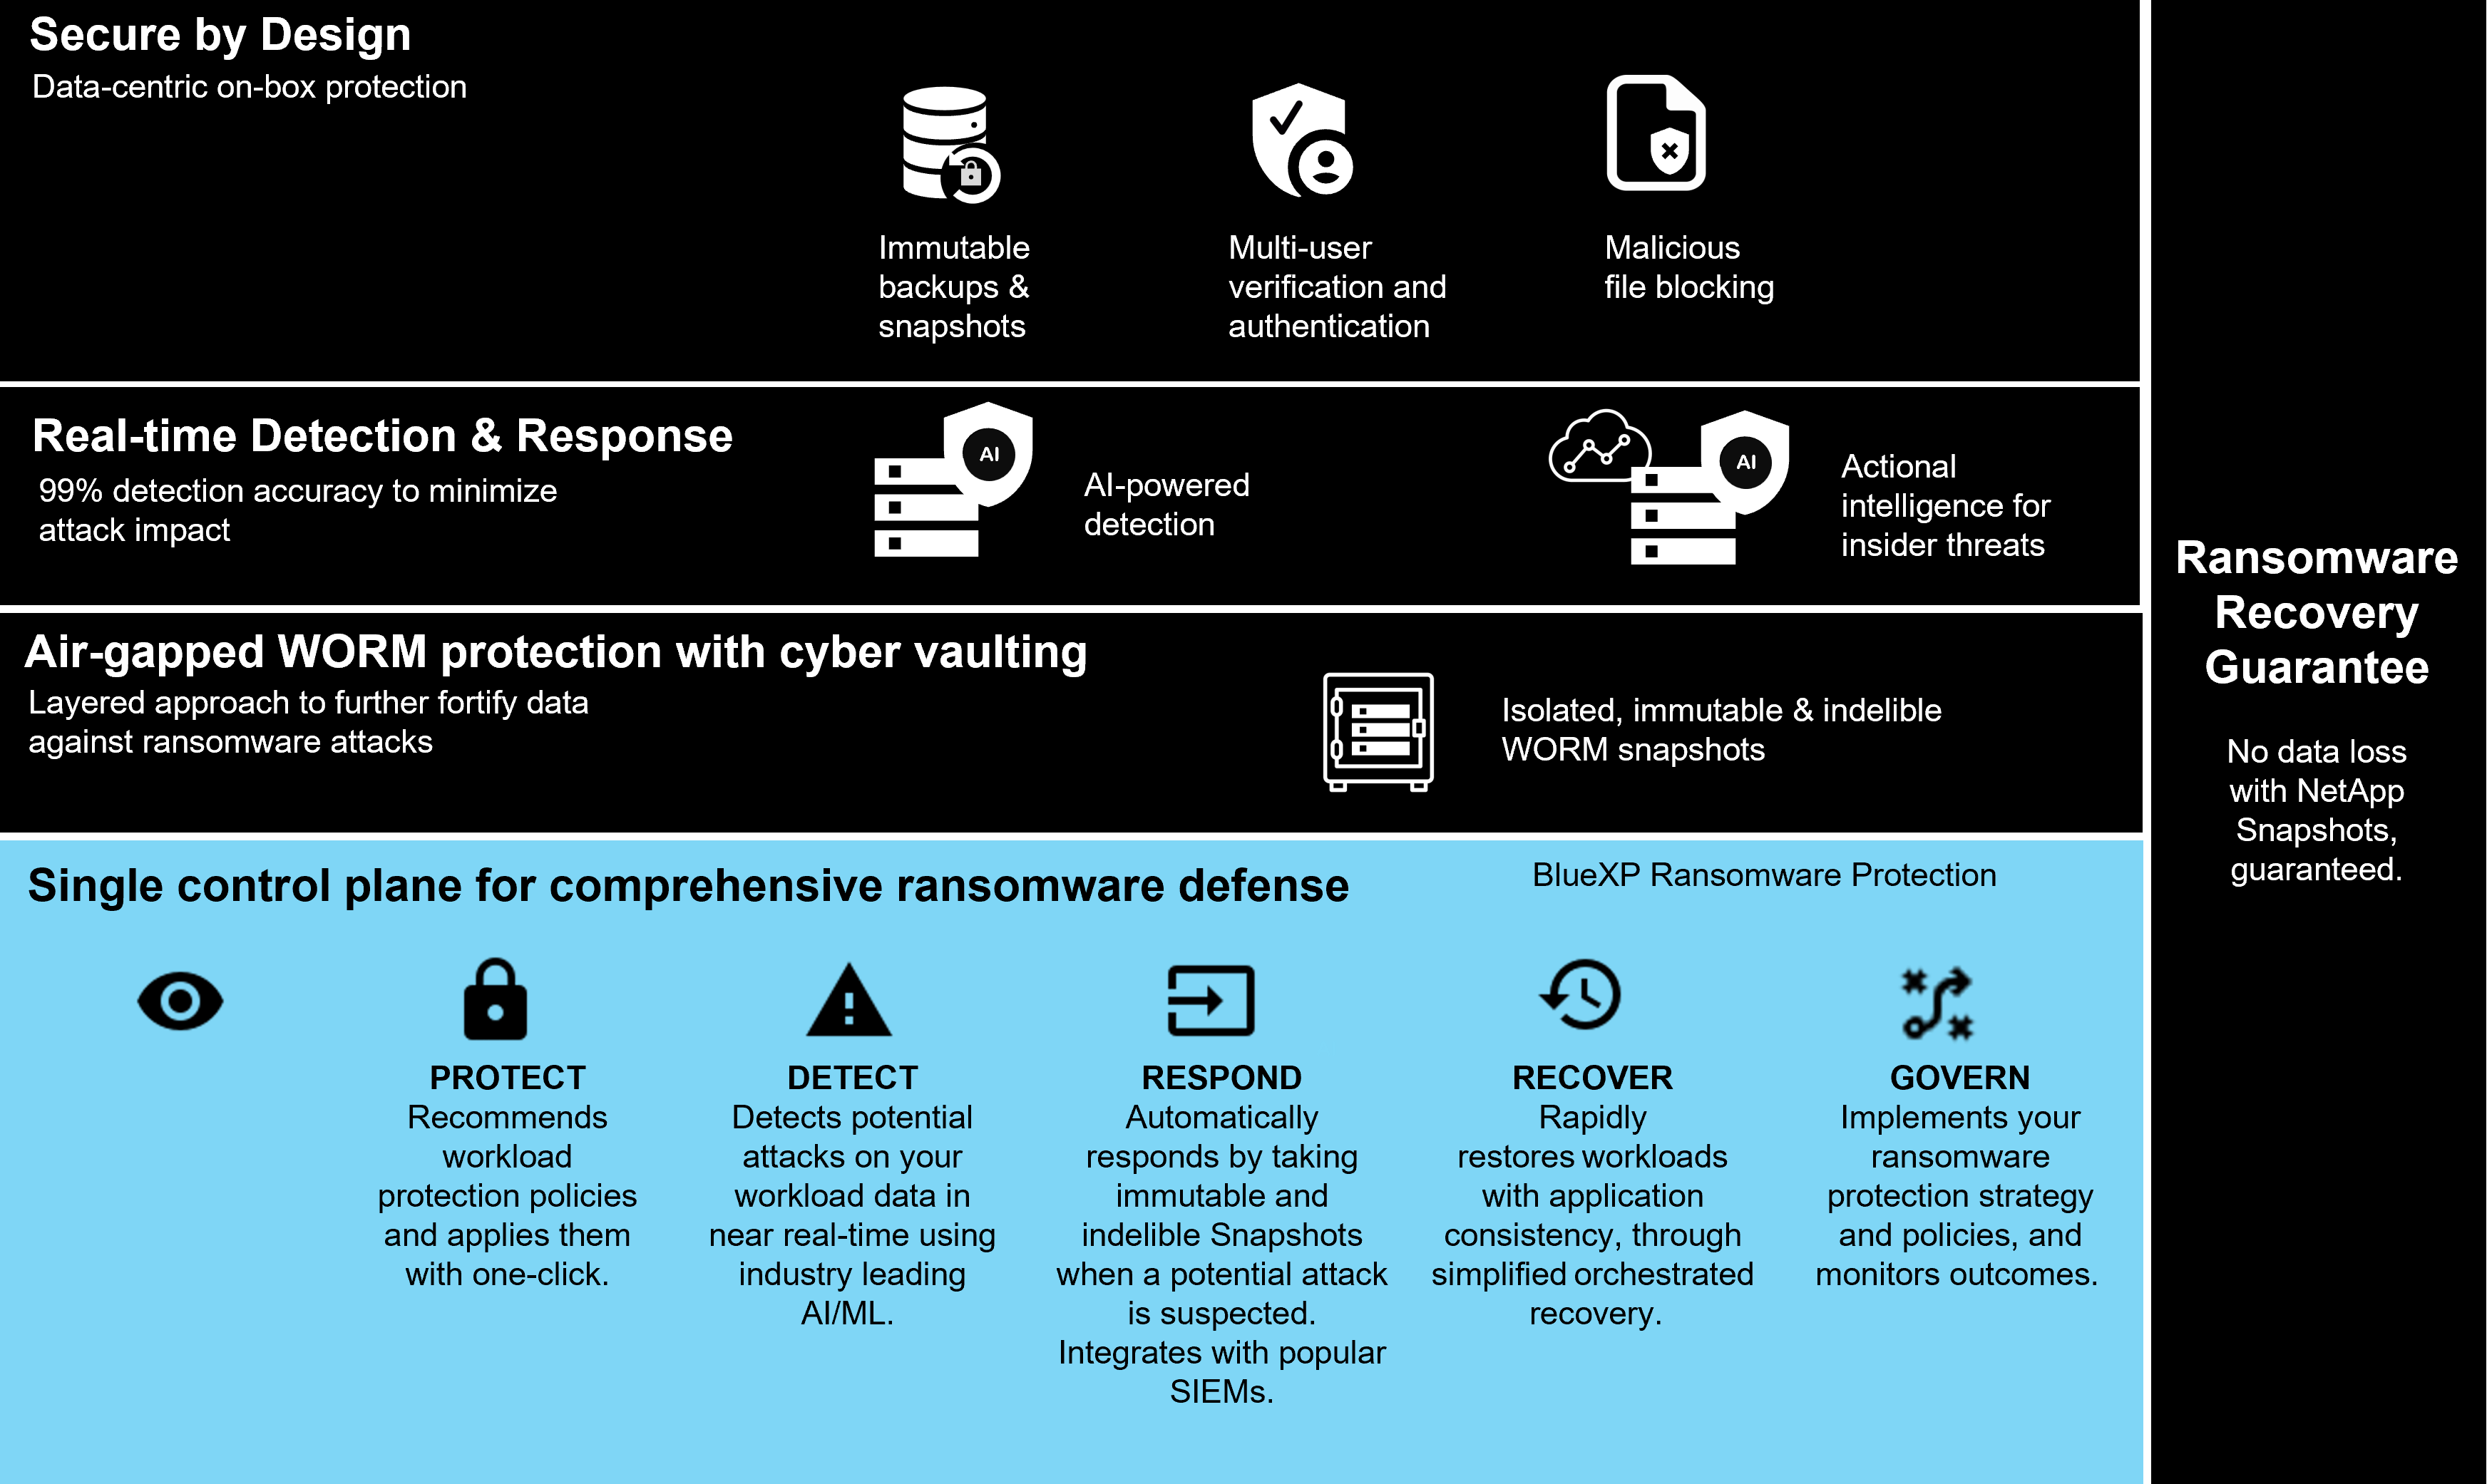 Secure by Design
Data-centric on-box protection
Immutable
backups &
snapshots
Multi-user
verification and
authentication
Malicious
file blocking
Real-time Detection & Response
99% detection accuracy to minimize
attack impact
AI
AI-powered
detection
AI
Actional
intelligence for
insider threats
Air-gapped WORM protection with cyber vaulting
Layered approach to further fortify data
against ransomware attacks
Isolated, immutable & indelible
WORM snapshots
Single control plane for comprehensive ransomware defense
BlueXP Ransomware Protection
PROTECT
Recommends
workload
protection policies
and applies them
with one-click.
DETECT
Detects potential
attacks on your
workload data in
near real-time using
industry leading
AI/ML.
RESPOND
Automatically
responds by taking
immutable and
indelible Snapshots
when a potential attack
is suspected.
Integrates with popular
SIEMs.
RECOVER
Rapidly
restores workloads
with application
consistency, through
simplified orchestrated
recovery.
GOVERN
Implements your
ransomware
protection strategy
and policies, and
monitors outcomes.
Ransomware
Recovery
Guarantee
No data loss
with NetApp
Snapshots,
guaranteed.